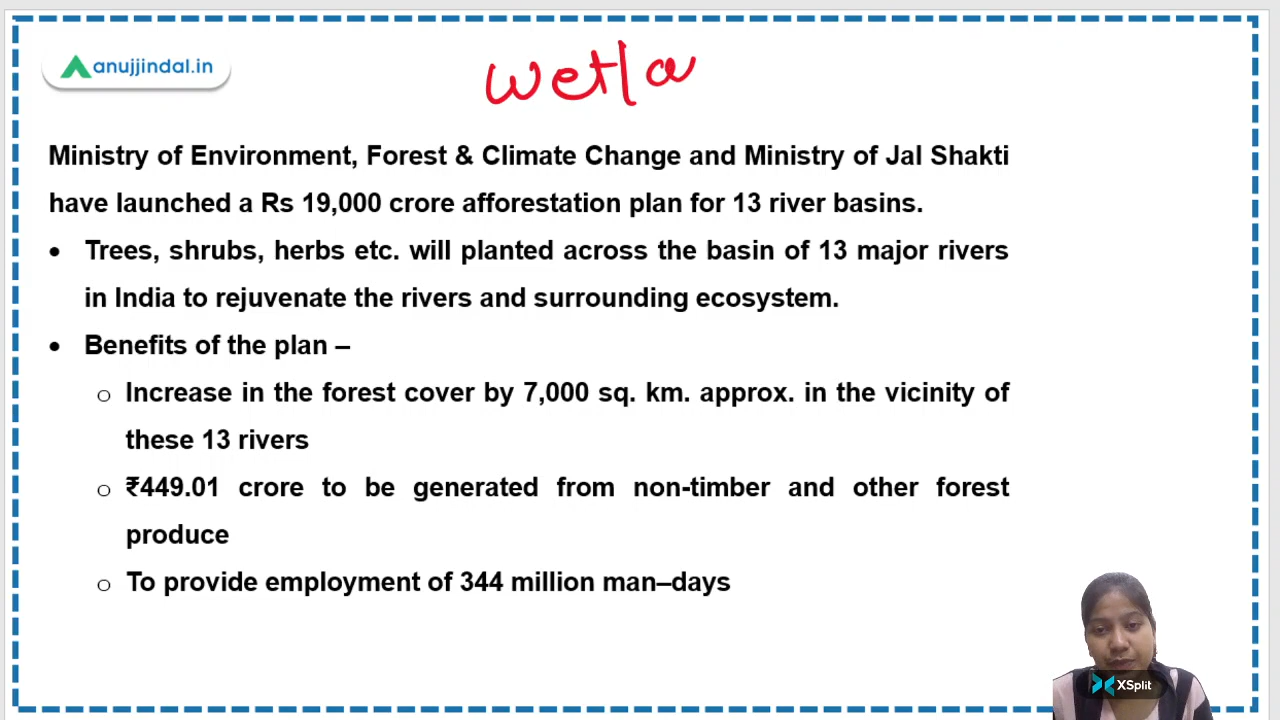 anujjindal.in
wetla
Ministry of Environment, Forest & Climate Change and Ministry of Jal Shakti
have launched a Rs 19,000 crore afforestation plan for 13 river basins.
• Trees, shrubs, herbs etc. will planted across the basin of 13 major rivers
in India to rejuvenate the rivers and surrounding ecosystem.
• Benefits of the plan –
o Increase in the forest cover by 7,000 sq. km. approx. in the vicinity of
these 13 rivers
o ₹449.01 crore to be generated from non-timber and other forest
produce
o To provide employment of 344 million man–days
XSplit